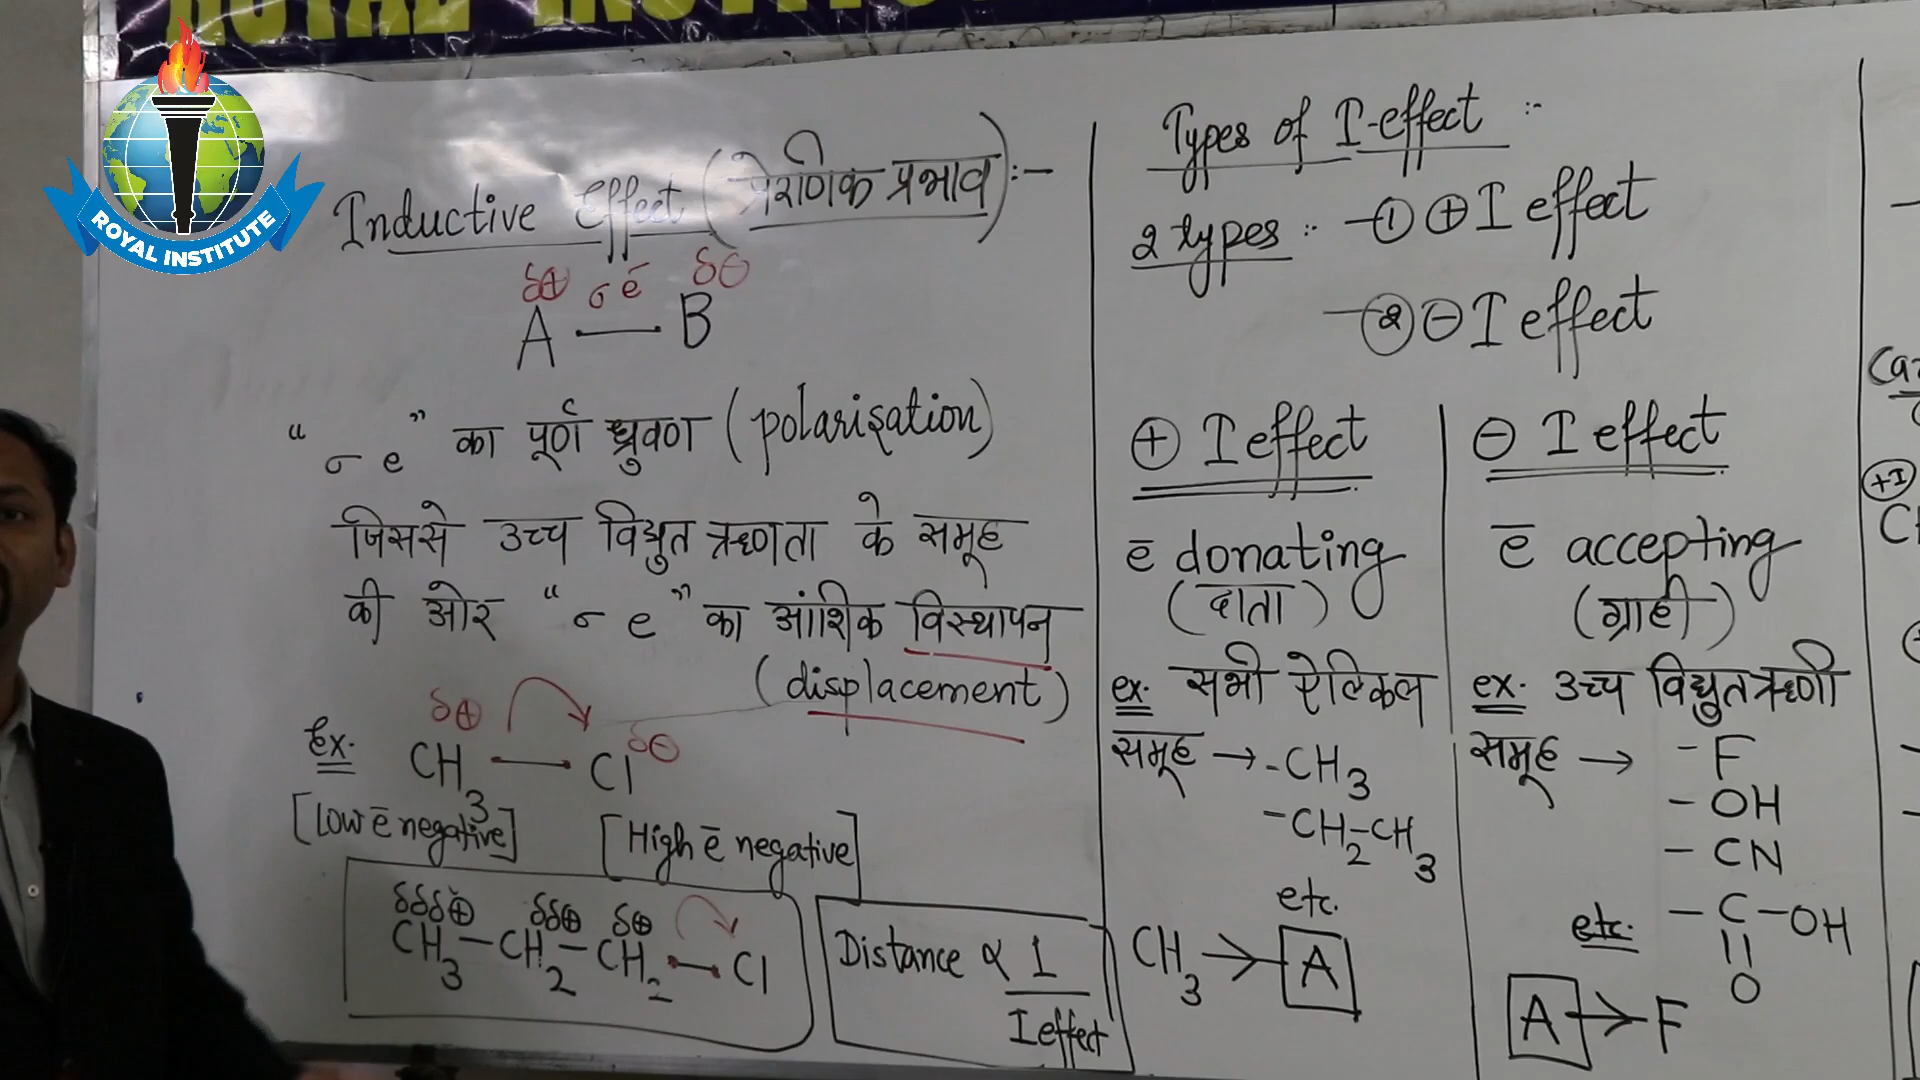 ROYAL INSTITU
ROYAL INSTITUTE
Inductive Effect (प्रेरणिक प्रभाव) :-
δ⊕ σ e̅ δ⊖
A — B
“σ e” का पूर्ण ध्रुवण (polarisation)
जिससे उच्च विद्युत ऋणता के समूह
की ओर “σ e” का आंशिक विस्थापन
(displacement)
Ex. δ⊕ CH3 — Cl δ⊖
[Low e̅ negative] [High e̅ negative]
δδδ⊕ δδ⊕ δ⊕
CH3 – CH2 – CH2 — Cl
Distance ∝ 1
I effect
Types of I-effect :-
2 types :- ① ⊕ I effect
② ⊖ I effect
⊕ I effect
e̅ donating
(दाता)
ex. सभी ऐल्किल
समूह → -CH3
-CH2-CH3
etc.
CH3 →— A
⊖ I effect
e̅ accepting
(ग्राही)
ex. उच्च विद्युतऋणी
समूह → - F
- OH
- CN
etc. - C - OH
||
O
A —>— F
+I